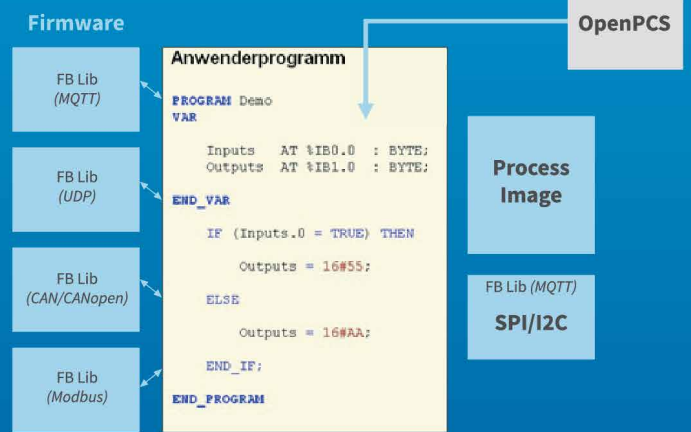 Firmware
OpenPCS
FB Lib
(MQTT)
FB Lib
(UDP)
FB Lib
(CAN/CANopen)
FB Lib
(Modbus)
Anwenderprogramm
PROGRAM Demo
VAR
Inputs AT %IB0.0 : BYTE;
Outputs AT %IB1.0 : BYTE;
END_VAR
IF (Inputs.0 = TRUE) THEN
Outputs = 16#55;
ELSE
Outputs = 16#AA;
END_IF;
END_PROGRAM
Process
Image
FB Lib (MQTT)
SPI/I2C